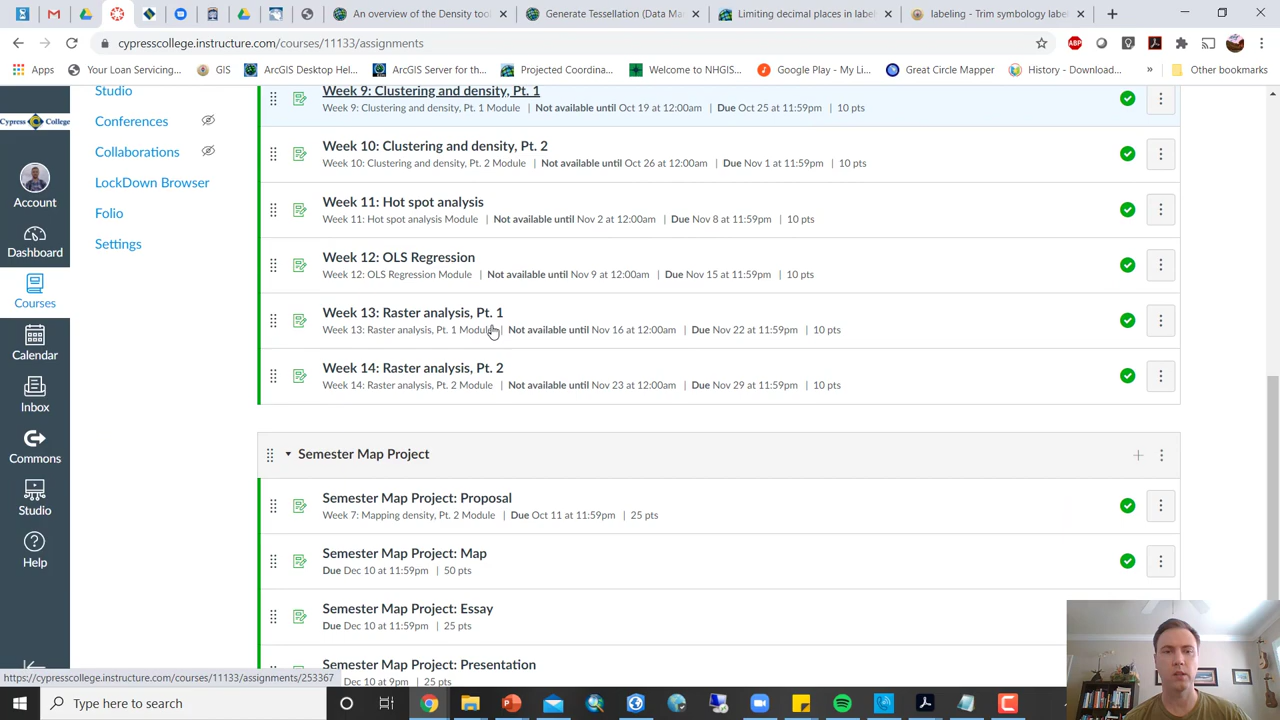 An overview of the Density tool
Generate Tessellation (Data Ma
Limiting decimal places in label
labeling - Trim symbology labe
cypresscollege.instructure.com/courses/11133/assignments
ABP
Apps
Your Loan Servicing...
GIS
ArcGIS Desktop Hel...
ArcGIS Server for th...
Projected Coordina...
Welcome to NHGIS...
Google Play - My Li...
Great Circle Mapper
History - Download...
»
Other bookmarks
Cypress College
Account
Dashboard
Courses
Calendar
Inbox
Commons
Studio
Help
Studio
Conferences
Collaborations
LockDown Browser
Folio
Settings
Week 9: Clustering and density, Pt. 1
Week 9: Clustering and density, Pt. 1 Module | Not available until Oct 19 at 12:00am | Due Oct 25 at 11:59pm | 10 pts
Week 10: Clustering and density, Pt. 2
Week 10: Clustering and density, Pt. 2 Module | Not available until Oct 26 at 12:00am | Due Nov 1 at 11:59pm | 10 pts
Week 11: Hot spot analysis
Week 11: Hot spot analysis Module | Not available until Nov 2 at 12:00am | Due Nov 8 at 11:59pm | 10 pts
Week 12: OLS Regression
Week 12: OLS Regression Module | Not available until Nov 9 at 12:00am | Due Nov 15 at 11:59pm | 10 pts
Week 13: Raster analysis, Pt. 1
Week 13: Raster analysis, Pt. 1 Module | Not available until Nov 16 at 12:00am | Due Nov 22 at 11:59pm | 10 pts
Week 14: Raster analysis, Pt. 2
Week 14: Raster analysis, Pt. 2 Module | Not available until Nov 23 at 12:00am | Due Nov 29 at 11:59pm | 10 pts
Semester Map Project
Semester Map Project: Proposal
Week 7: Mapping density, Pt. 2 Module | Due Oct 11 at 11:59pm | 25 pts
Semester Map Project: Map
Due Dec 10 at 11:59pm | 50 pts
Semester Map Project: Essay
Due Dec 10 at 11:59pm | 25 pts
Semester Map Project: Presentation
Dec 10 at 9pm | 25 pts
https://cypresscollege.instructure.com/courses/11133/assignments/253367
Type here to search